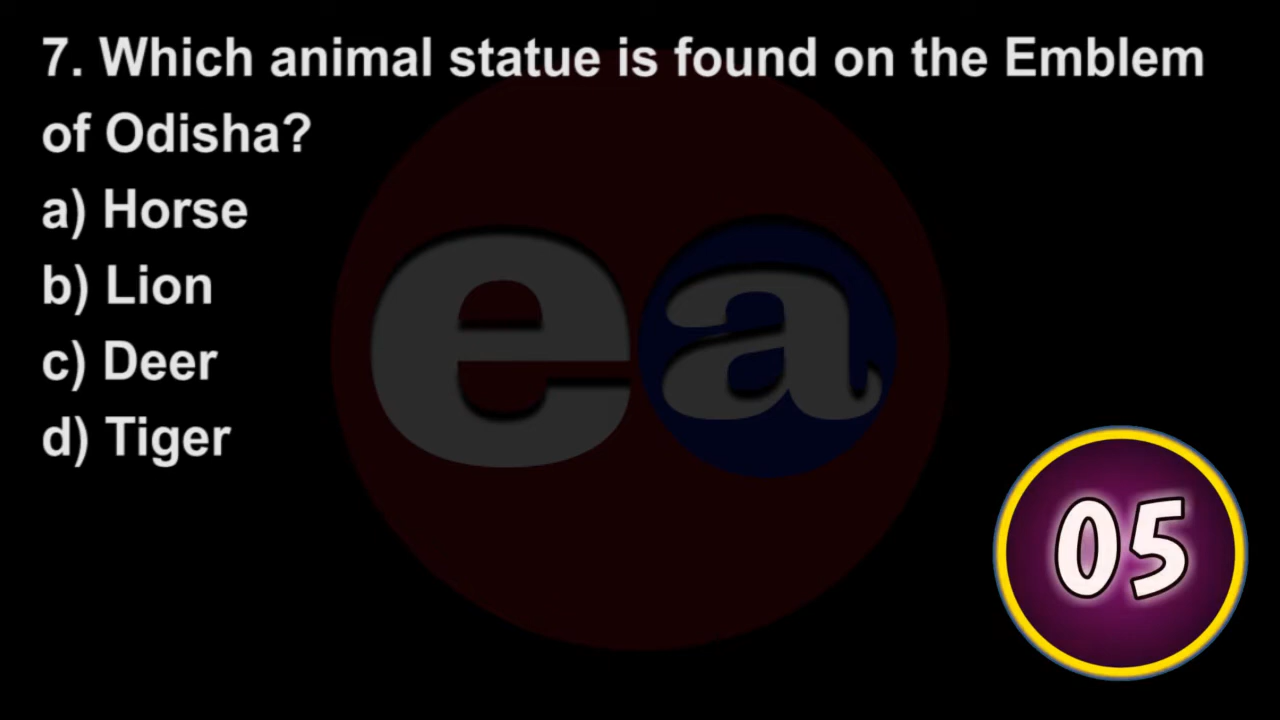 7. Which animal statue is found on the Emblem
of Odisha?
a) Horse
b) Lion
c) Deer
d) Tiger
ea
05